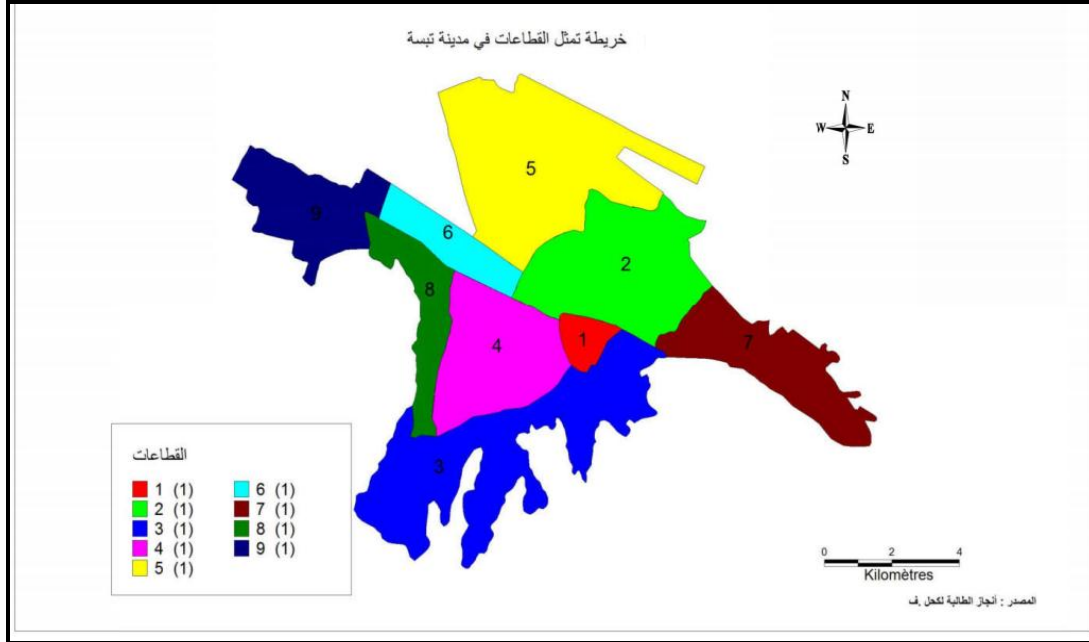 خريطة تمثل القطاعات في مدينة تبسة
N
W E
S
5
9
6
2
8
1
4
7
3
القطاعات
1 (1)
2 (1)
3 (1)
4 (1)
5 (1)
6 (1)
7 (1)
8 (1)
9 (1)
0 2 4
Kilomètres
المصدر : أنجاز الطالبة لكحل .ف